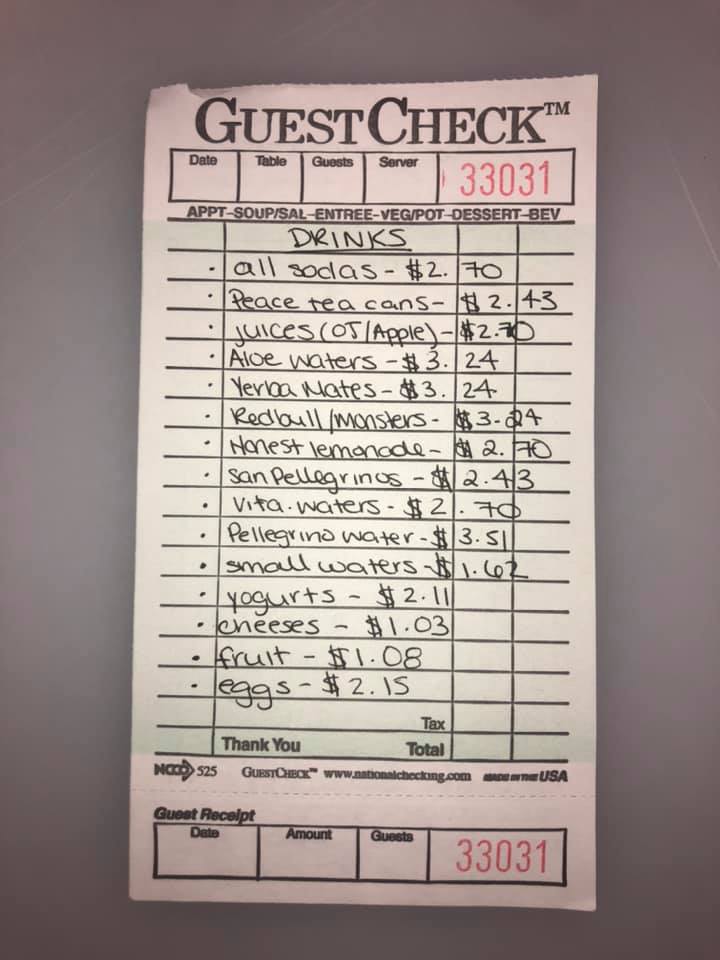 GUESTCHECK™
Date Table Guests Server 33031
APPT-SOUP/SAL-ENTREE-VEG/POT-DESSERT-BEV
DRINKS
· all sodas - $2.70
· Peace tea cans - $2.43
· juices (OJ/Apple) - $2.70
· Aloe waters - $3.24
· Yerba Mates - $3.24
· Redbull/Monsters - $3.24
· Honest lemonade - $2.70
· san Pellegrinos - $2.43
· vita.waters - $2.70
· Pellegrino water - $3.51
· small waters - $1.62
· yogurts - $2.11
· cheeses - $1.03
· fruit - $1.08
· eggs - $2.15
Tax
Thank You Total
NCCO 525 GUESTCHECK™ www.nationalchecking.com MADE IN THE USA
Guest Receipt
Date Amount Guests 33031